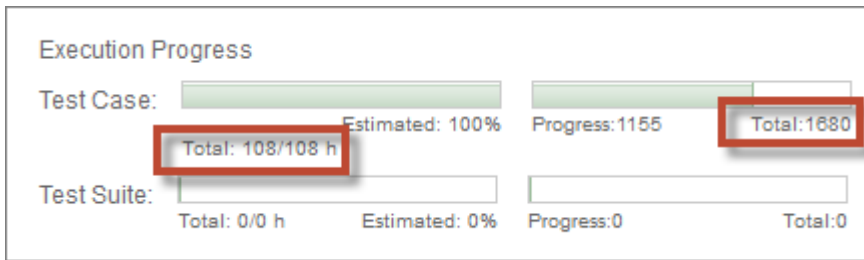 Execution Progress
Test Case:
Estimated: 100% Progress:1155 Total:1680
Total: 108/108 h
Test Suite:
Total: 0/0 h Estimated: 0% Progress:0 Total:0